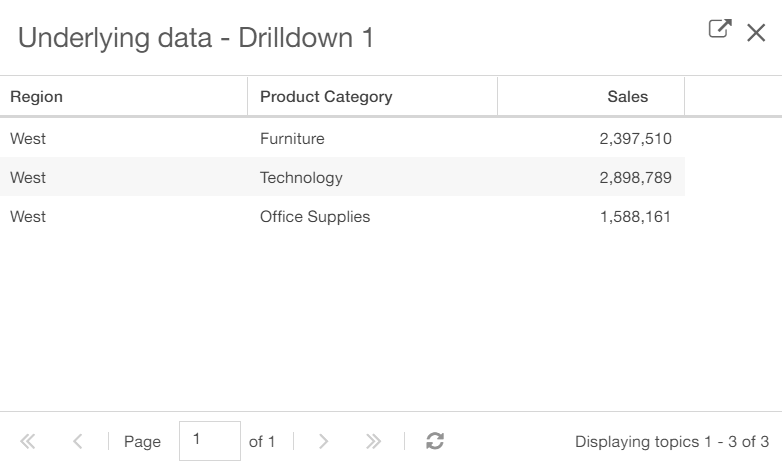 Underlying data - Drilldown 1
Region Product Category Sales
West Furniture 2,397,510
West Technology 2,898,789
West Office Supplies 1,588,161
Page 1 of 1 Displaying topics 1 - 3 of 3